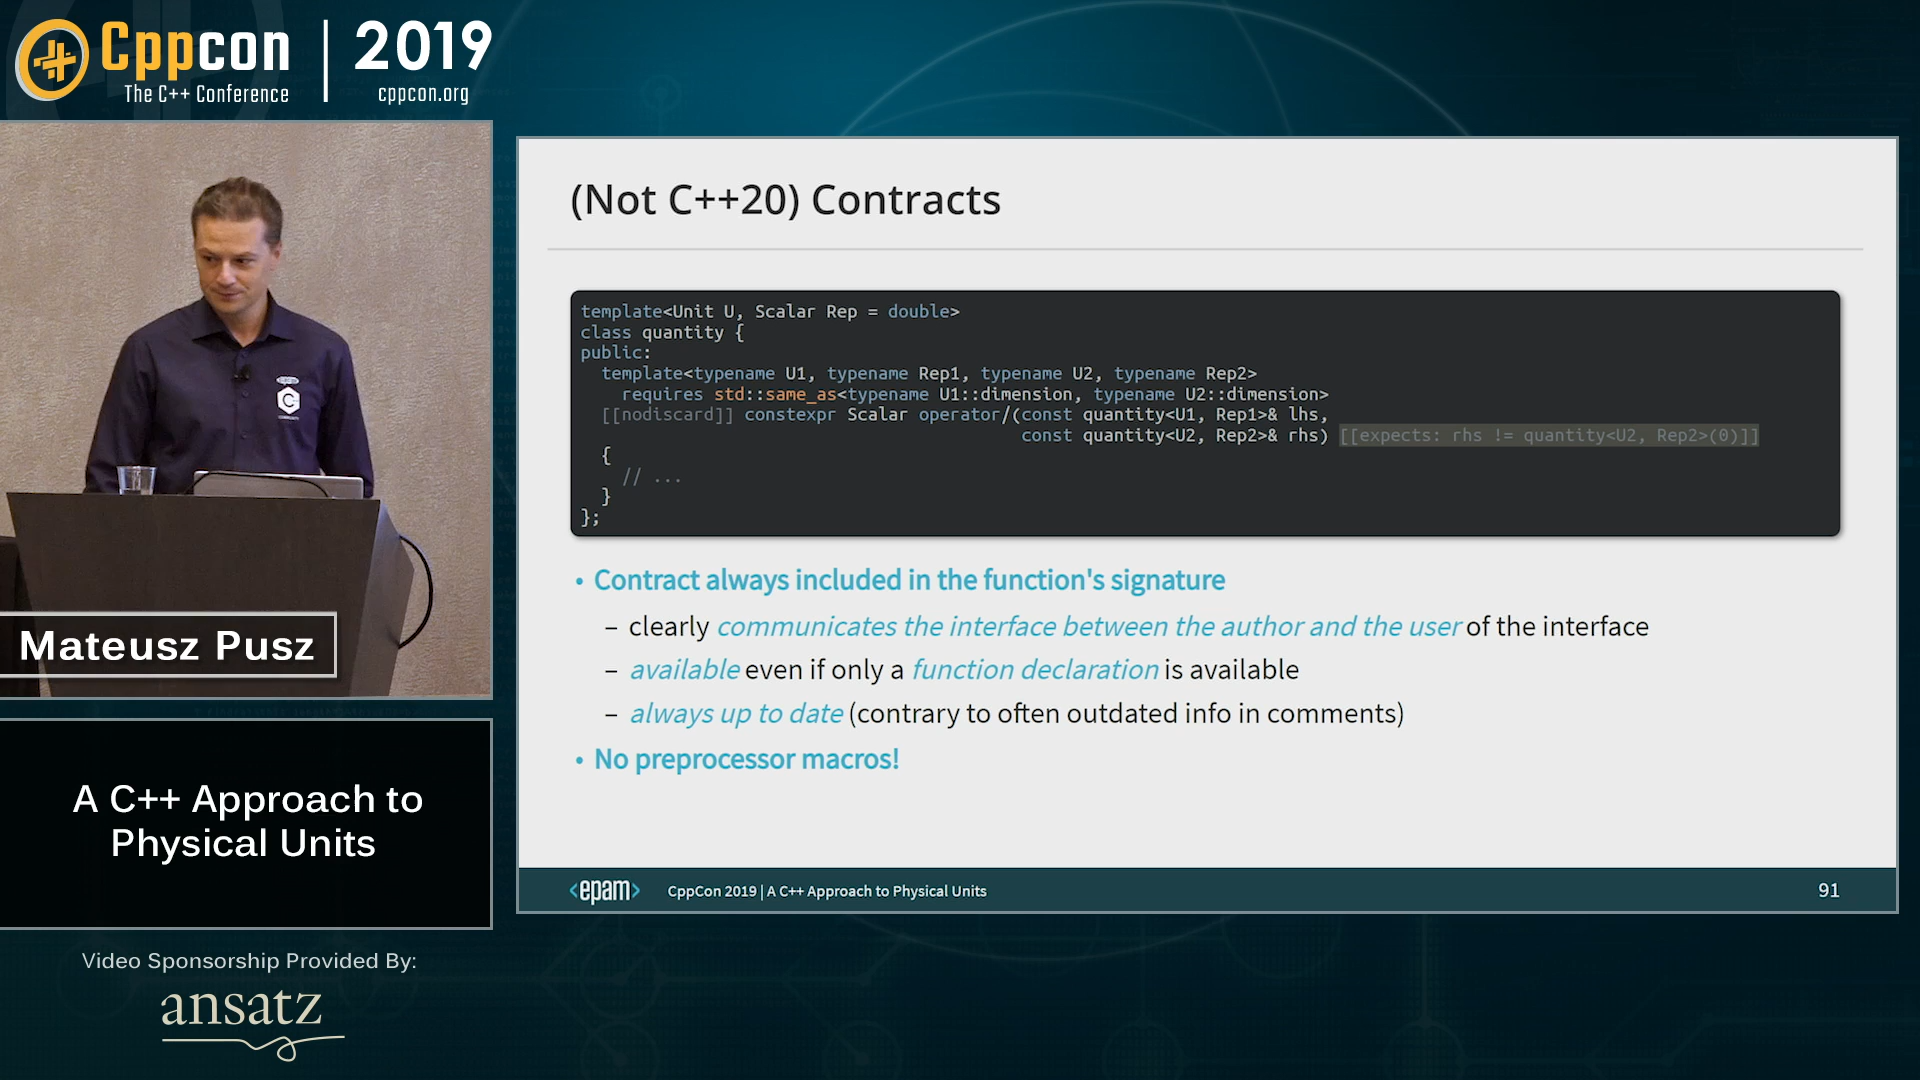 Cppcon
The C++ Conference
2019
cppcon.org
(Not C++20) Contracts
template<Unit U, Scalar Rep = double>
class quantity {
public:
template<typename U1, typename Rep1, typename U2, typename Rep2>
requires std::same_as<typename U1::dimension, typename U2::dimension>
[[nodiscard]] constexpr Scalar operator/(const quantity<U1, Rep1>& lhs,
const quantity<U2, Rep2>& rhs) [[expects: rhs != quantity<U2, Rep2>(0)]]
{
// ...
}
};
• Contract always included in the function's signature
– clearly communicates the interface between the author and the user of the interface
– available even if only a function declaration is available
– always up to date (contrary to often outdated info in comments)
• No preprocessor macros!
<epam>
CppCon 2019 | A C++ Approach to Physical Units
91
Mateusz Pusz
A C++ Approach to
Physical Units
Video Sponsorship Provided By:
ansatz